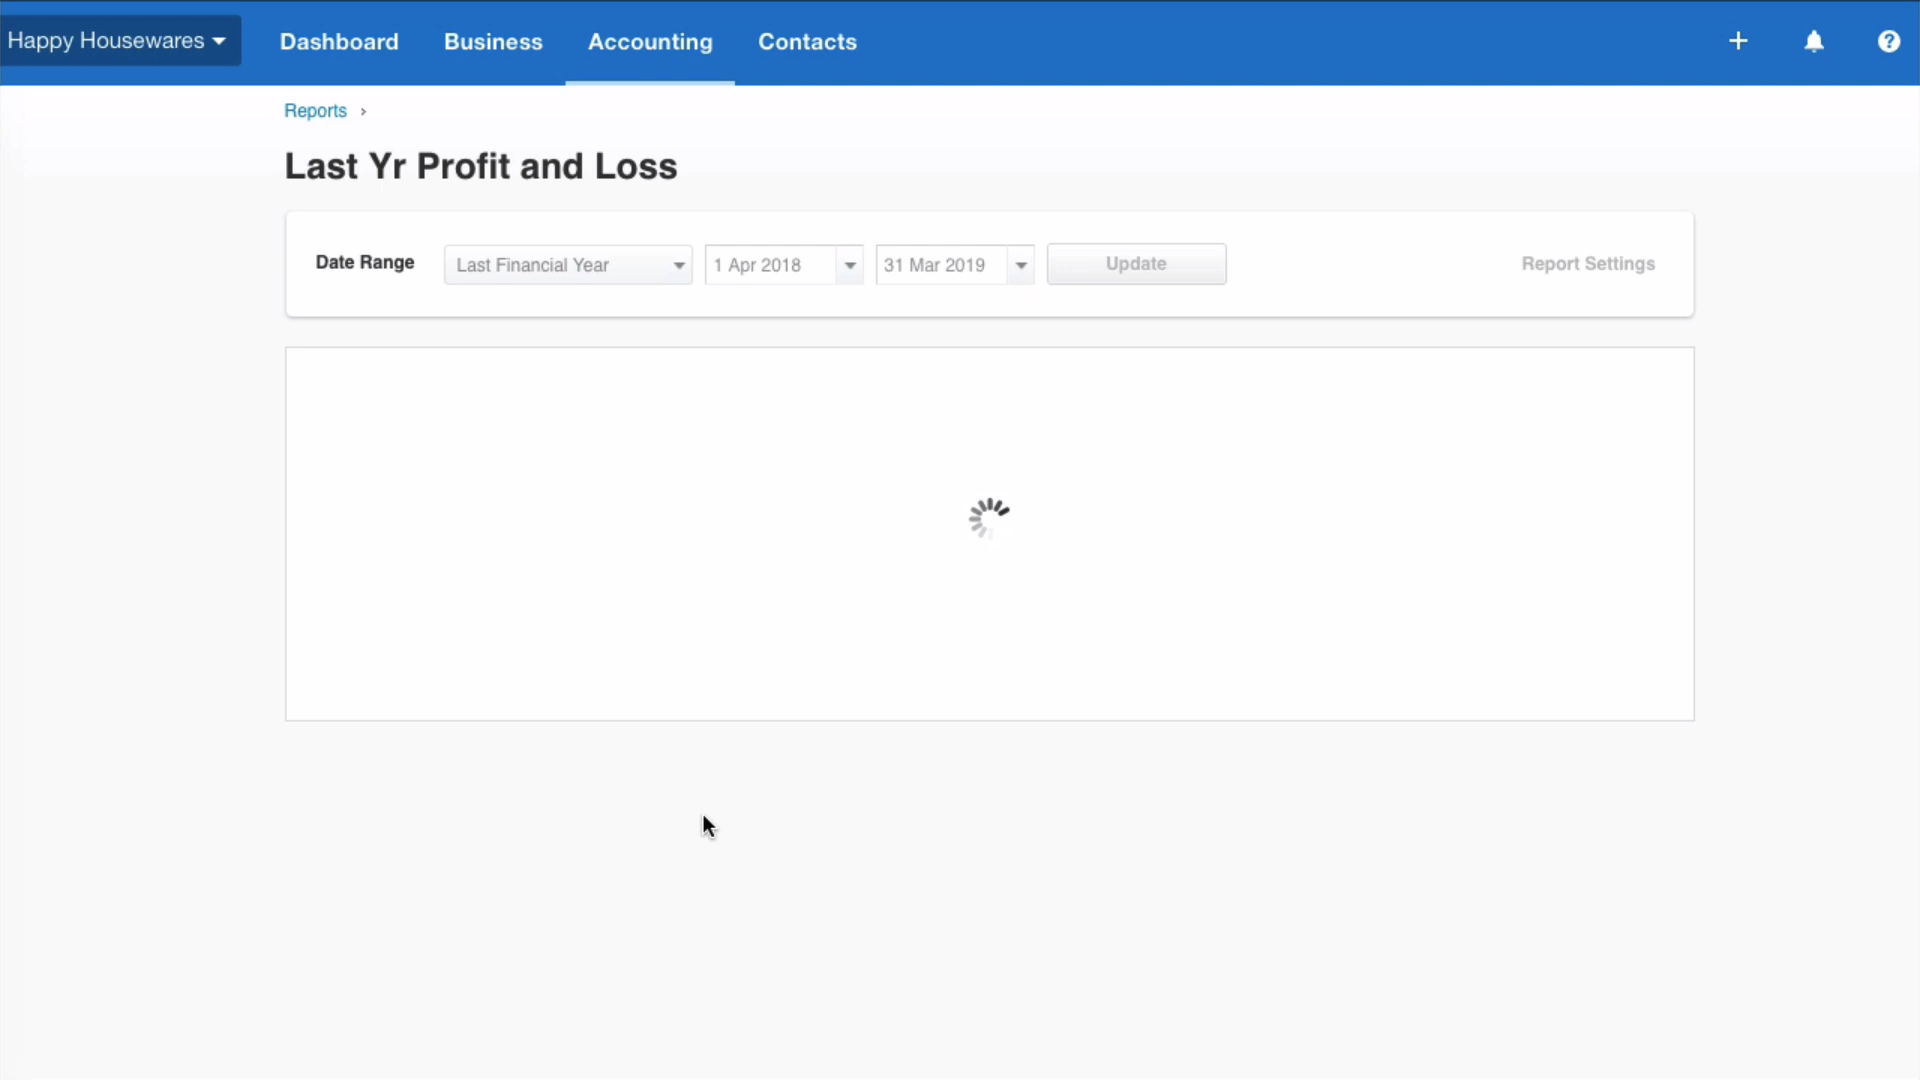 Happy Housewares Dashboard Business Accounting Contacts + ?
Reports ›
Last Yr Profit and Loss
Date Range Last Financial Year 1 Apr 2018 31 Mar 2019 Update Report Settings